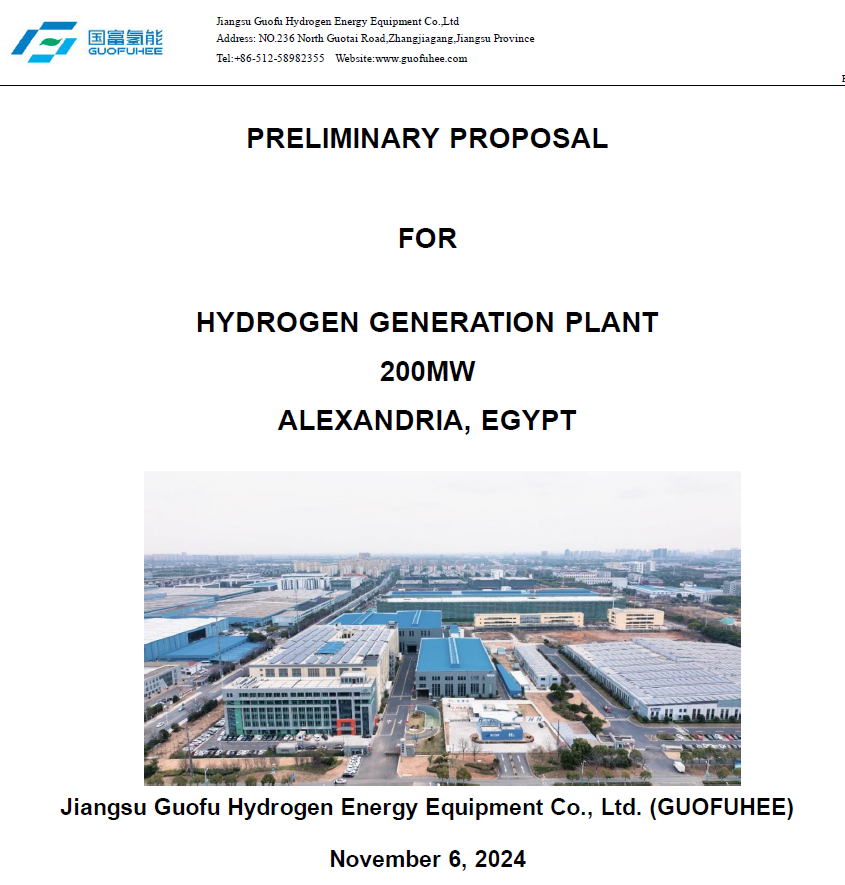 国富氢能
GUOFUHEE
Jiangsu Guofu Hydrogen Energy Equipment Co.,Ltd
Address: NO.236 North Guotai Road,Zhangjiagang,Jiangsu Province
Tel:+86-512-58982355 Website:www.guofuhee.com
PRELIMINARY PROPOSAL
FOR
HYDROGEN GENERATION PLANT
200MW
ALEXANDRIA, EGYPT
Jiangsu Guofu Hydrogen Energy Equipment Co., Ltd. (GUOFUHEE)
November 6, 2024